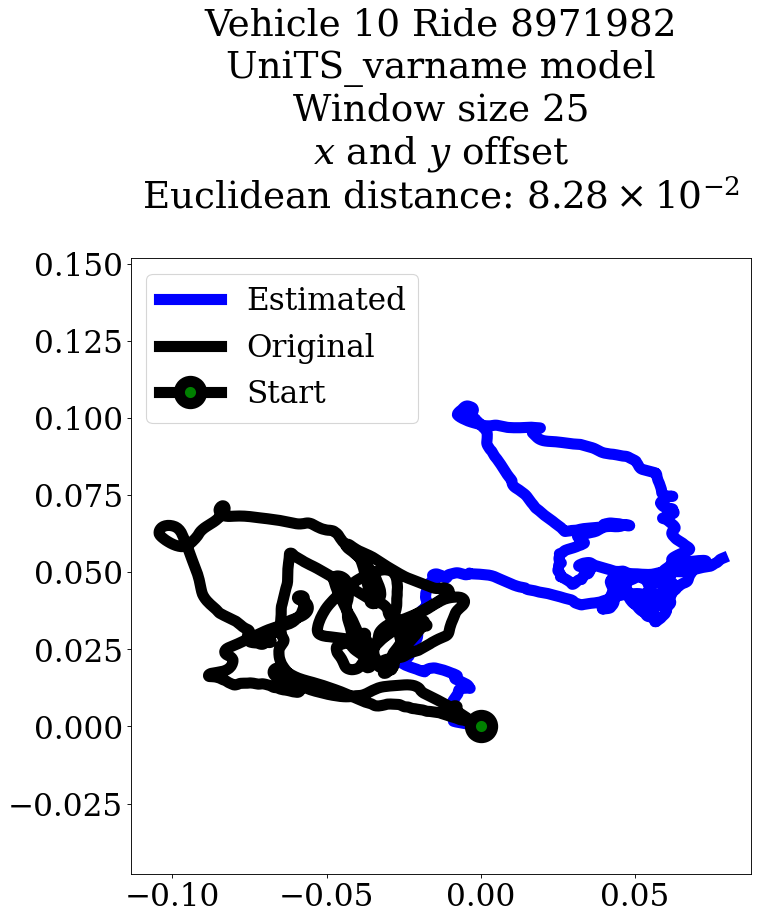 Vehicle 10 Ride 8971982
UniTS_varname model
Window size 25
x and y offset
Euclidean distance: 8.28 × 10⁻²
0.150
0.125
0.100
0.075
0.050
0.025
0.000
−0.025
Estimated
Original
Start
−0.10
−0.05
0.00
0.05